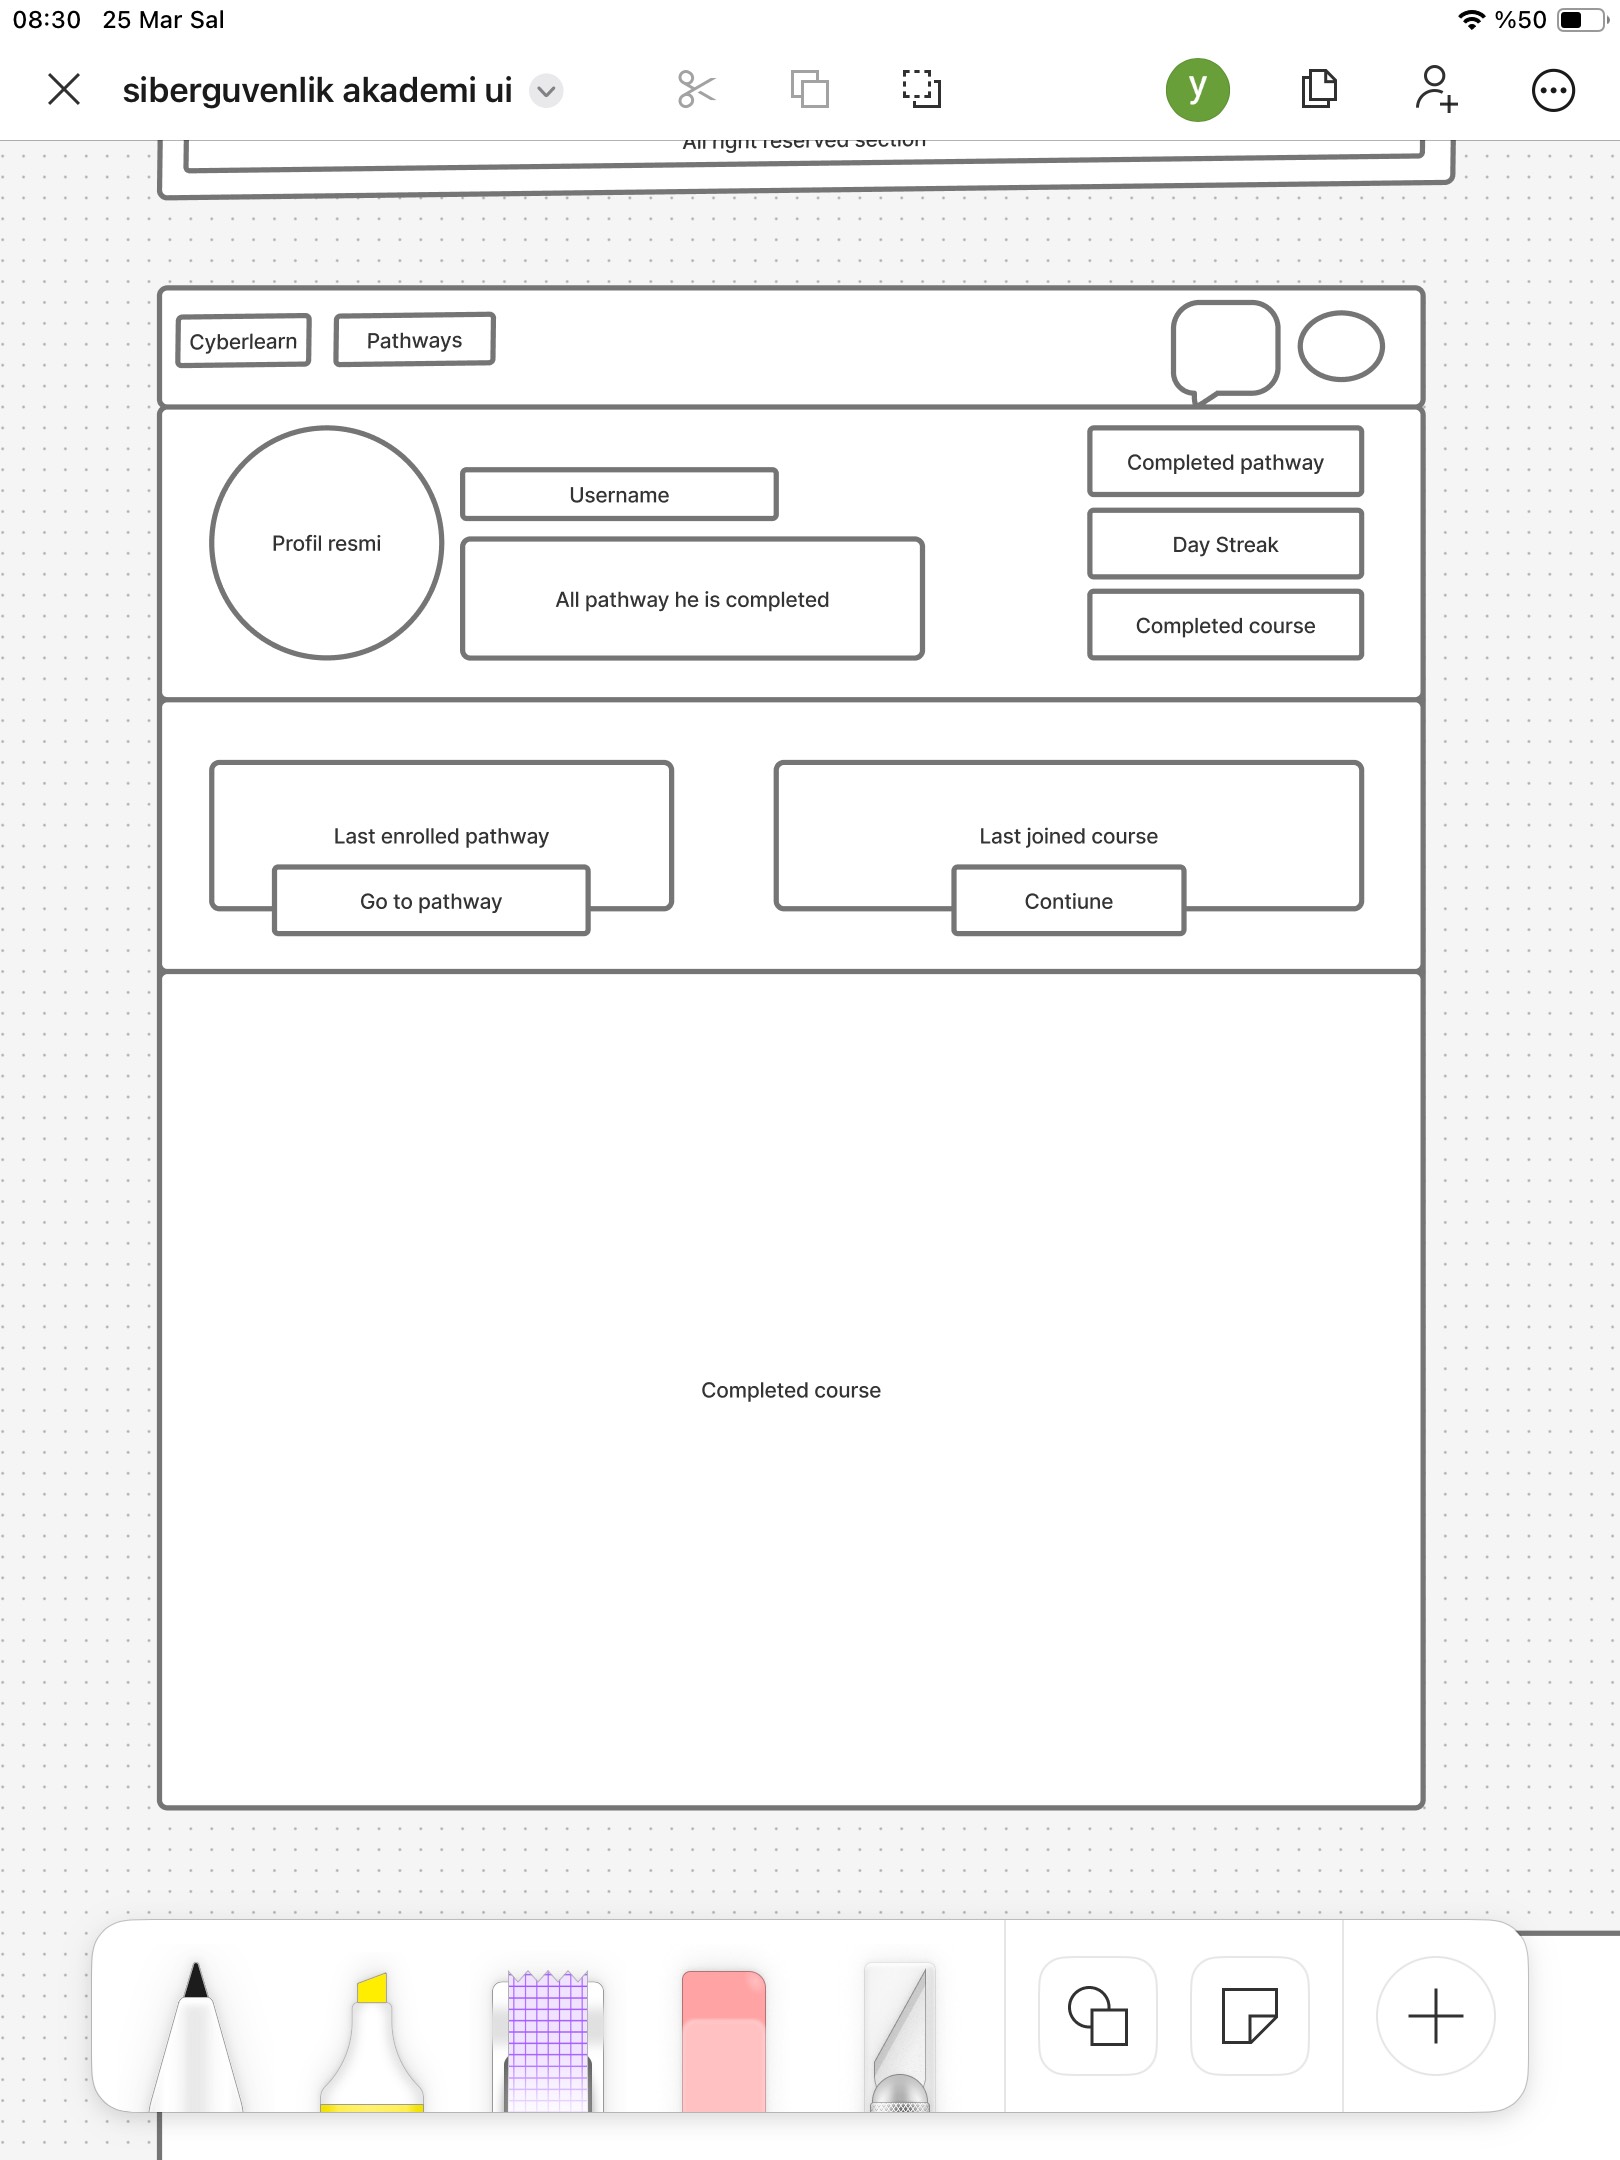 08:30 25 Mar Sal
%50
siberguvenlik akademi ui
y
All right reserved section
Cyberlearn
Pathways
Profil resmi
Username
All pathway he is completed
Completed pathway
Day Streak
Completed course
Last enrolled pathway
Go to pathway
Last joined course
Contiune
Completed course